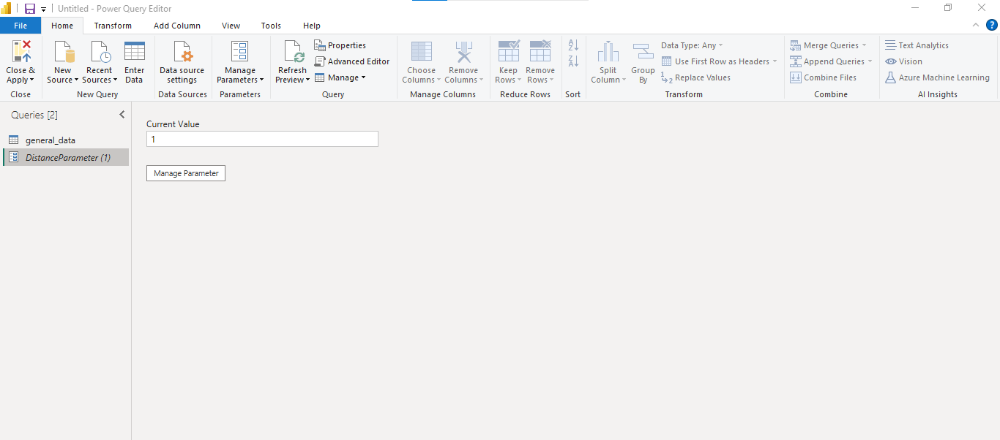 Untitled - Power Query Editor
File Home Transform Add Column View Tools Help ?
Close & Apply
New Source
Recent Sources
Enter Data
Data source settings
Manage Parameters
Refresh Preview
Properties
Advanced Editor
Manage
Choose Columns
Remove Columns
Keep Rows
Remove Rows
A Z
Z A
Split Column
Group By
Data Type: Any
Use First Row as Headers
1 2 Replace Values
Merge Queries
Append Queries
Combine Files
Text Analytics
Vision
Azure Machine Learning
Close New Query Data Sources Parameters Query Manage Columns Reduce Rows Sort Transform Combine AI Insights
Queries [2]
general_data
DistanceParameter (1)
Current Value
1
Manage Parameter